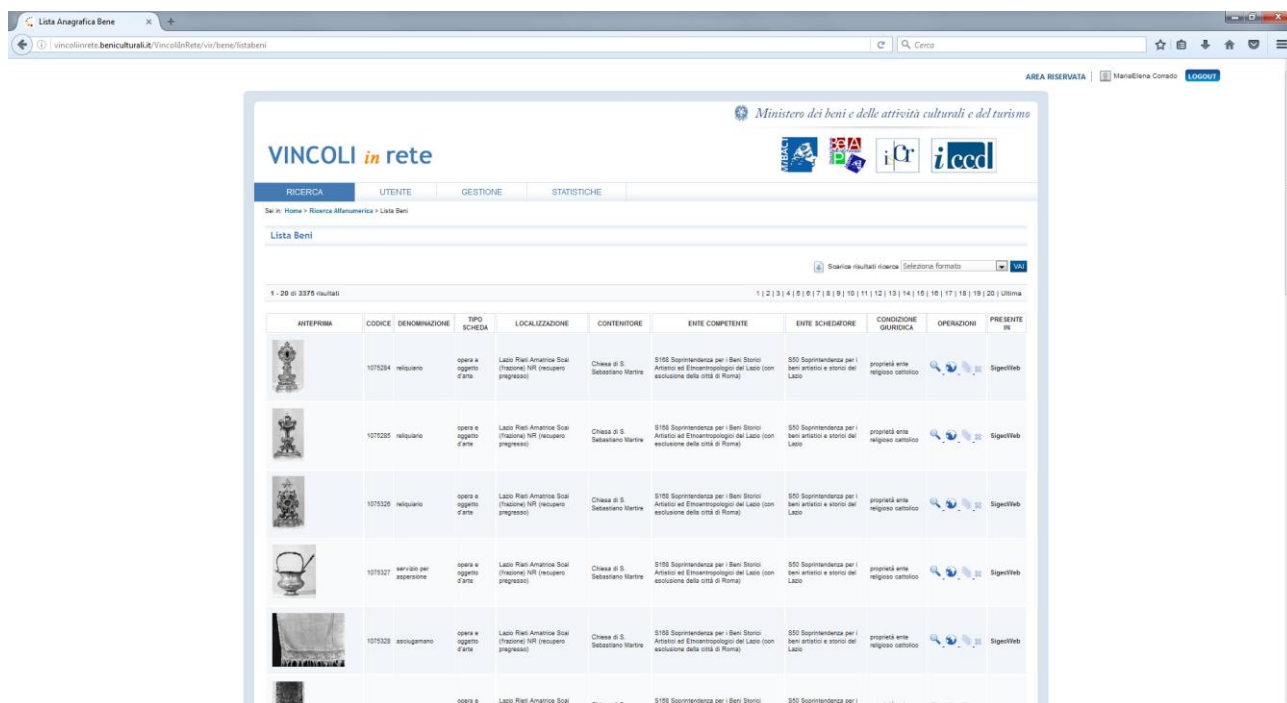 Lista Anagrafica Bene
vincoliinrete.beniculturali.it/VincoliInRete/vir/bene/listabeni
Cerca
AREA RISERVATA | MariaElena Corrado LOGOUT
Ministero dei beni e delle attività culturali e del turismo
VINCOLI in rete
MiBACT
iscr
iccd
RICERCA UTENTE GESTIONE STATISTICHE
Sei in: Home > Ricerca Alfanumerica > Lista Beni
Lista Beni
Scarica risultati ricerca Seleziona formato VAI
1 - 20 di 3375 risultati 1 | 2 | 3 | 4 | 5 | 6 | 7 | 8 | 9 | 10 | 11 | 12 | 13 | 14 | 15 | 16 | 17 | 18 | 19 | 20 | Ultima
ANTEPRIMA CODICE DENOMINAZIONE TIPO SCHEDA LOCALIZZAZIONE CONTENITORE ENTE COMPETENTE ENTE SCHEDATORE CONDIZIONE GIURIDICA OPERAZIONI PRESENTE IN
1075284 reliquiario opera e oggetto d'arte Lazio Rieti Amatrice Scai (frazione) NR (recupero pregresso) Chiesa di S. Sebastiano Martire S168 Soprintendenza per i Beni Storici Artistici ed Etnoantropologici del Lazio (con esclusione della città di Roma) S50 Soprintendenza per i beni artistici e storici del Lazio proprietà ente religioso cattolico SigecWeb
1075285 reliquiario opera e oggetto d'arte Lazio Rieti Amatrice Scai (frazione) NR (recupero pregresso) Chiesa di S. Sebastiano Martire S168 Soprintendenza per i Beni Storici Artistici ed Etnoantropologici del Lazio (con esclusione della città di Roma) S50 Soprintendenza per i beni artistici e storici del Lazio proprietà ente religioso cattolico SigecWeb
1075326 reliquiario opera e oggetto d'arte Lazio Rieti Amatrice Scai (frazione) NR (recupero pregresso) Chiesa di S. Sebastiano Martire S168 Soprintendenza per i Beni Storici Artistici ed Etnoantropologici del Lazio (con esclusione della città di Roma) S50 Soprintendenza per i beni artistici e storici del Lazio proprietà ente religioso cattolico SigecWeb
1075327 servizio per aspersione opera e oggetto d'arte Lazio Rieti Amatrice Scai (frazione) NR (recupero pregresso) Chiesa di S. Sebastiano Martire S168 Soprintendenza per i Beni Storici Artistici ed Etnoantropologici del Lazio (con esclusione della città di Roma) S50 Soprintendenza per i beni artistici e storici del Lazio proprietà ente religioso cattolico SigecWeb
1075328 asciugamano opera e oggetto d'arte Lazio Rieti Amatrice Scai (frazione) NR (recupero pregresso) Chiesa di S. Sebastiano Martire S168 Soprintendenza per i Beni Storici Artistici ed Etnoantropologici del Lazio (con esclusione della città di Roma) S50 Soprintendenza per i beni artistici e storici del Lazio proprietà ente religioso cattolico SigecWeb
opera e Lazio Rieti Amatrice Scai S168 Soprintendenza per i Beni Storici S50 Soprintendenza per i